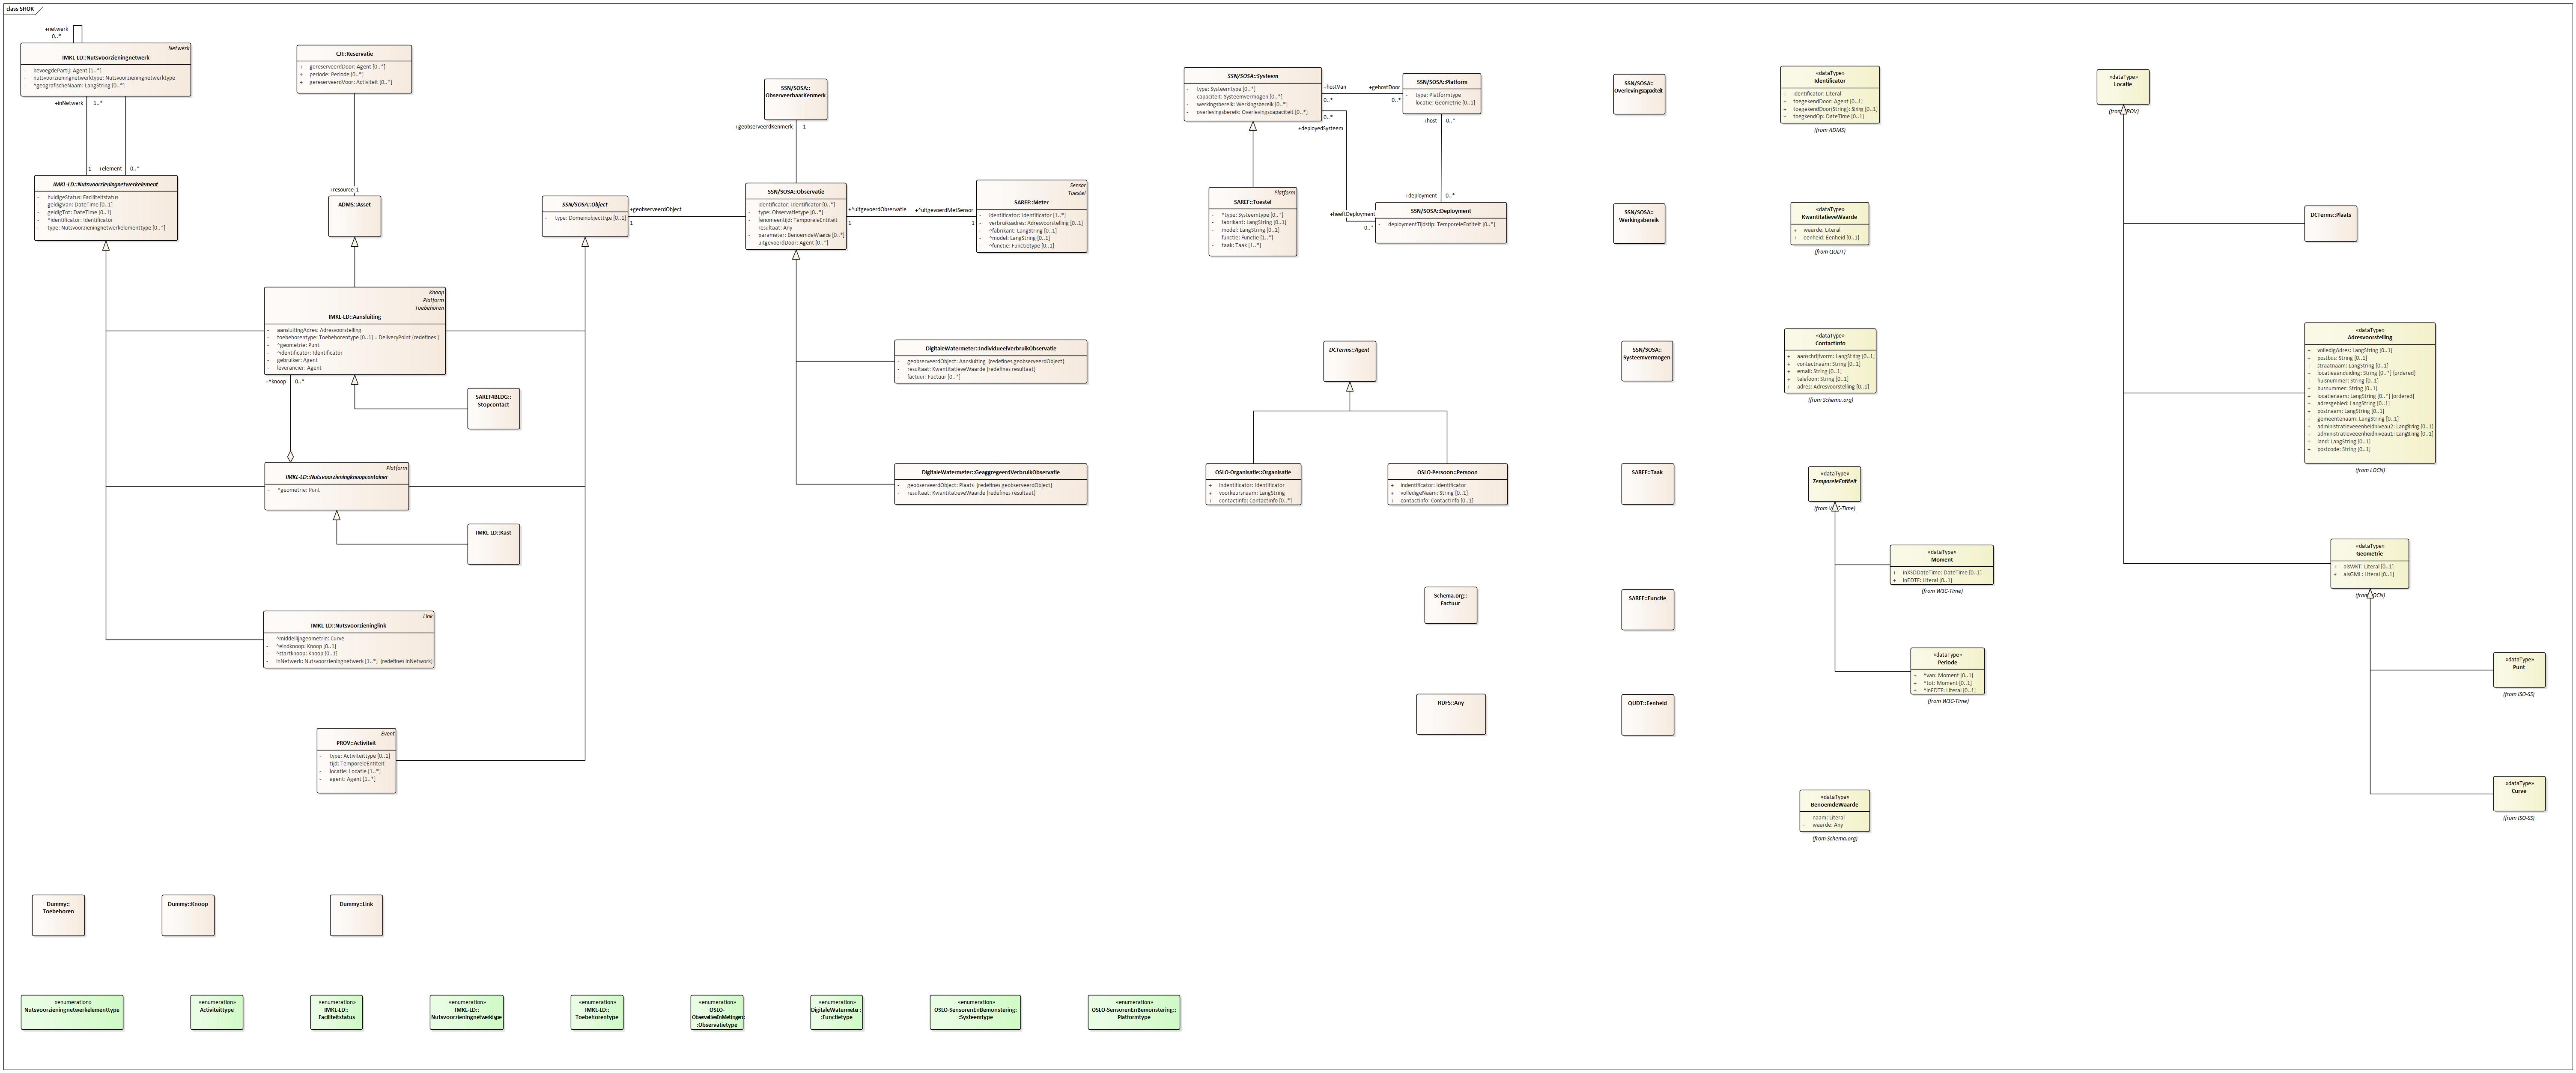 class SHOK
+netwerk
0..*
Netwerk
IMKL-LD::Nutsvoorzieningnetwerk
- bevoegdePartij: Agent [1..*]
- nutsvoorzieningnetwerktype: Nutsvoorzieningnetwerktype
- ^geografischeNaam: LangString [0..*]
+inNetwerk 1..*
1 +element 0..*
IMKL-LD::Nutsvoorzieningnetwerkelement
- huidigeStatus: Faciliteitstatus
- geldigVan: DateTime [0..1]
- geldigTot: DateTime [0..1]
- ^identificator: Identificator
- type: Nutsvoorzieningnetwerkelementtype [0..*]
CJI::Reservatie
+ gereserveerdDoor: Agent [0..*]
+ periode: Periode [0..*]
+ gereserveerdVoor: Activiteit [0..*]
+resource 1
ADMS::Asset
Knoop
Platform
Toebehoren
IMKL-LD::Aansluiting
- aansluitingAdres: Adresvoorstelling
- toebehorentype: Toebehorentype [0..1] = DeliveryPoint {redefines }
- ^geometrie: Punt
- ^identificator: Identificator
- gebruiker: Agent
- leverancier: Agent
+^knoop 0..*
SAREF4BLDG::
Stopcontact
Platform
IMKL-LD::Nutsvoorzieningknoopcontainer
- ^geometrie: Punt
IMKL-LD::Kast
Link
IMKL-LD::Nutsvoorzieninglink
- ^middellijngeometrie: Curve
- ^eindknoop: Knoop [0..1]
- ^startknoop: Knoop [0..1]
- inNetwerk: Nutsvoorzieningnetwerk [1..*] {redefines inNetwork}
Event
PROV::Activiteit
- type: Activiteittype [0..1]
- tijd: TemporeleEntiteit
- locatie: Locatie [1..*]
- agent: Agent [1..*]
SSN/SOSA::Object
- type: Domeinobjecttype [0..1]
+geobserveerdObject
1
SSN/SOSA::
ObserveerbaarKenmerk
+geobserveerdKenmerk 1
SSN/SOSA::Observatie
- identificator: Identificator [0..*]
- type: Observatietype [0..*]
- fenomeentijd: TemporeleEntiteit
- resultaat: Any
- parameter: BenoemdeWaarde [0..*]
- uitgevoerdDoor: Agent [0..*]
+^uitgevoerdObservatie +^uitgevoerdMetSensor
1 1
Sensor
Toestel
SAREF::Meter
- identificator: Identificator [1..*]
- verbruiksadres: Adresvoorstelling [0..1]
- ^fabrikant: LangString [0..1]
- ^model: LangString [0..1]
- ^functie: Functietype [0..1]
DigitaleWatermeter::IndividueelVerbruikObservatie
- geobserveerdObject: Aansluiting {redefines geobserveerdObject}
- resultaat: KwantitatieveWaarde {redefines resultaat}
- factuur: Factuur [0..*]
DigitaleWatermeter::GeaggregeerdVerbruikObservatie
- geobserveerdObject: Plaats {redefines geobserveerdObject}
- resultaat: KwantitatieveWaarde {redefines resultaat}
SSN/SOSA::Systeem
- type: Systeemtype [0..*]
- capaciteit: Systeemvermogen [0..*]
- werkingsbereik: Werkingsbereik [0..*]
- overlevingsbereik: Overlevingscapaciteit [0..*]
+hostVan +gehostDoor
0..* 0..*
0..*
+deployedSysteem
SSN/SOSA::Platform
- type: Platformtype
- locatie: Geometrie [0..1]
+host 0..*
+deployment 0..*
Platform
SAREF::Toestel
- ^type: Systeemtype [0..*]
- fabrikant: LangString [0..1]
- model: LangString [0..1]
- functie: Functie [1..*]
- taak: Taak [1..*]
+heeftDeployment
0..*
SSN/SOSA::Deployment
- deploymentTijdstip: TemporeleEntiteit [0..*]
DCTerms::Agent
OSLO-Organisatie::Organisatie
+ indentificator: Identificator
+ voorkeursnaam: LangString
+ contactinfo: ContactInfo [0..*]
OSLO-Persoon::Persoon
+ indentificator: Identificator
+ volledigeNaam: String [0..1]
+ contactinfo: ContactInfo [0..1]
Schema.org::
Factuur
RDFS::Any
SSN/SOSA::
Overlevingscapaciteit
SSN/SOSA::
Werkingsbereik
SSN/SOSA::
Systeemvermogen
SAREF::Taak
SAREF::Functie
QUDT::Eenheid
«dataType»
Identificator
+ identificator: Literal
+ toegekendDoor: Agent [0..1]
+ toegekendDoor(String): String [0..1]
+ toegkendOp: DateTime [0..1]
(from ADMS)
«dataType»
KwantitatieveWaarde
+ waarde: Literal
+ eenheid: Eenheid [0..1]
(from QUDT)
«dataType»
ContactInfo
+ aanschrijfvorm: LangString [0..1]
+ contactnaam: String [0..1]
+ email: String [0..1]
+ telefoon: String [0..1]
+ adres: Adresvoorstelling [0..1]
(from Schema.org)
«dataType»
TemporeleEntiteit
«dataType»
Moment
+ inXSDDateTime: DateTime [0..1]
+ inEDTF: Literal [0..1]
(from W3C-Time)
«dataType»
Periode
+ ^van: Moment [0..1]
+ ^tot: Moment [0..1]
+ ^inEDTF: Literal [0..1]
(from W3C-Time)
«dataType»
BenoemdeWaarde
- naam: Literal
- waarde: Any
(from Schema.org)
«dataType»
Locatie
DCTerms::Plaats
«dataType»
Adresvoorstelling
+ volledigAdres: LangString [0..1]
+ postbus: String [0..1]
+ straatnaam: LangString [0..1]
+ locatieaanduidng: String [0..*] {ordered}
+ huisnummer: String [0..1]
+ busnummer: String [0..1]
+ locatienaam: LangString [0..*] {ordered}
+ adresgebied: LangString [0..1]
+ postnaam: LangString [0..1]
+ gemeentenaam: LangString [0..1]
+ administratieveeenheidniveau2: LangString [0..1]
+ administratieveeenheidniveau1: LangString [0..1]
+ land: LangString [0..1]
+ postcode: String [0..1]
(from LOCN)
«dataType»
Geometrie
+ alsWKT: Literal [0..1]
+ alsGML: Literal [0..1]
«dataType»
Punt
(from ISO-SS)
«dataType»
Curve
(from ISO-SS)
Dummy::
Toebehoren
Dummy::Knoop
Dummy::Link
«enumeration»
Nutsvoorzieningnetwerkelementtype
«enumeration»
Activiteittype
«enumeration»
IMKL-LD::
Faciliteitstatus
«enumeration»
IMKL-LD::
Nutsvoorzieningnetwerktype
«enumeration»
IMKL-LD::
Toebehorentype
«enumeration»
OSLO-
ObservatiesEnMetingen:
:Observatietype
«enumeration»
DigitaleWatermeter:
:Functietype
«enumeration»
OSLO-SensorenEnBemonstering:
:Systeemtype
«enumeration»
OSLO-SensorenEnBemonstering::
Platformtype